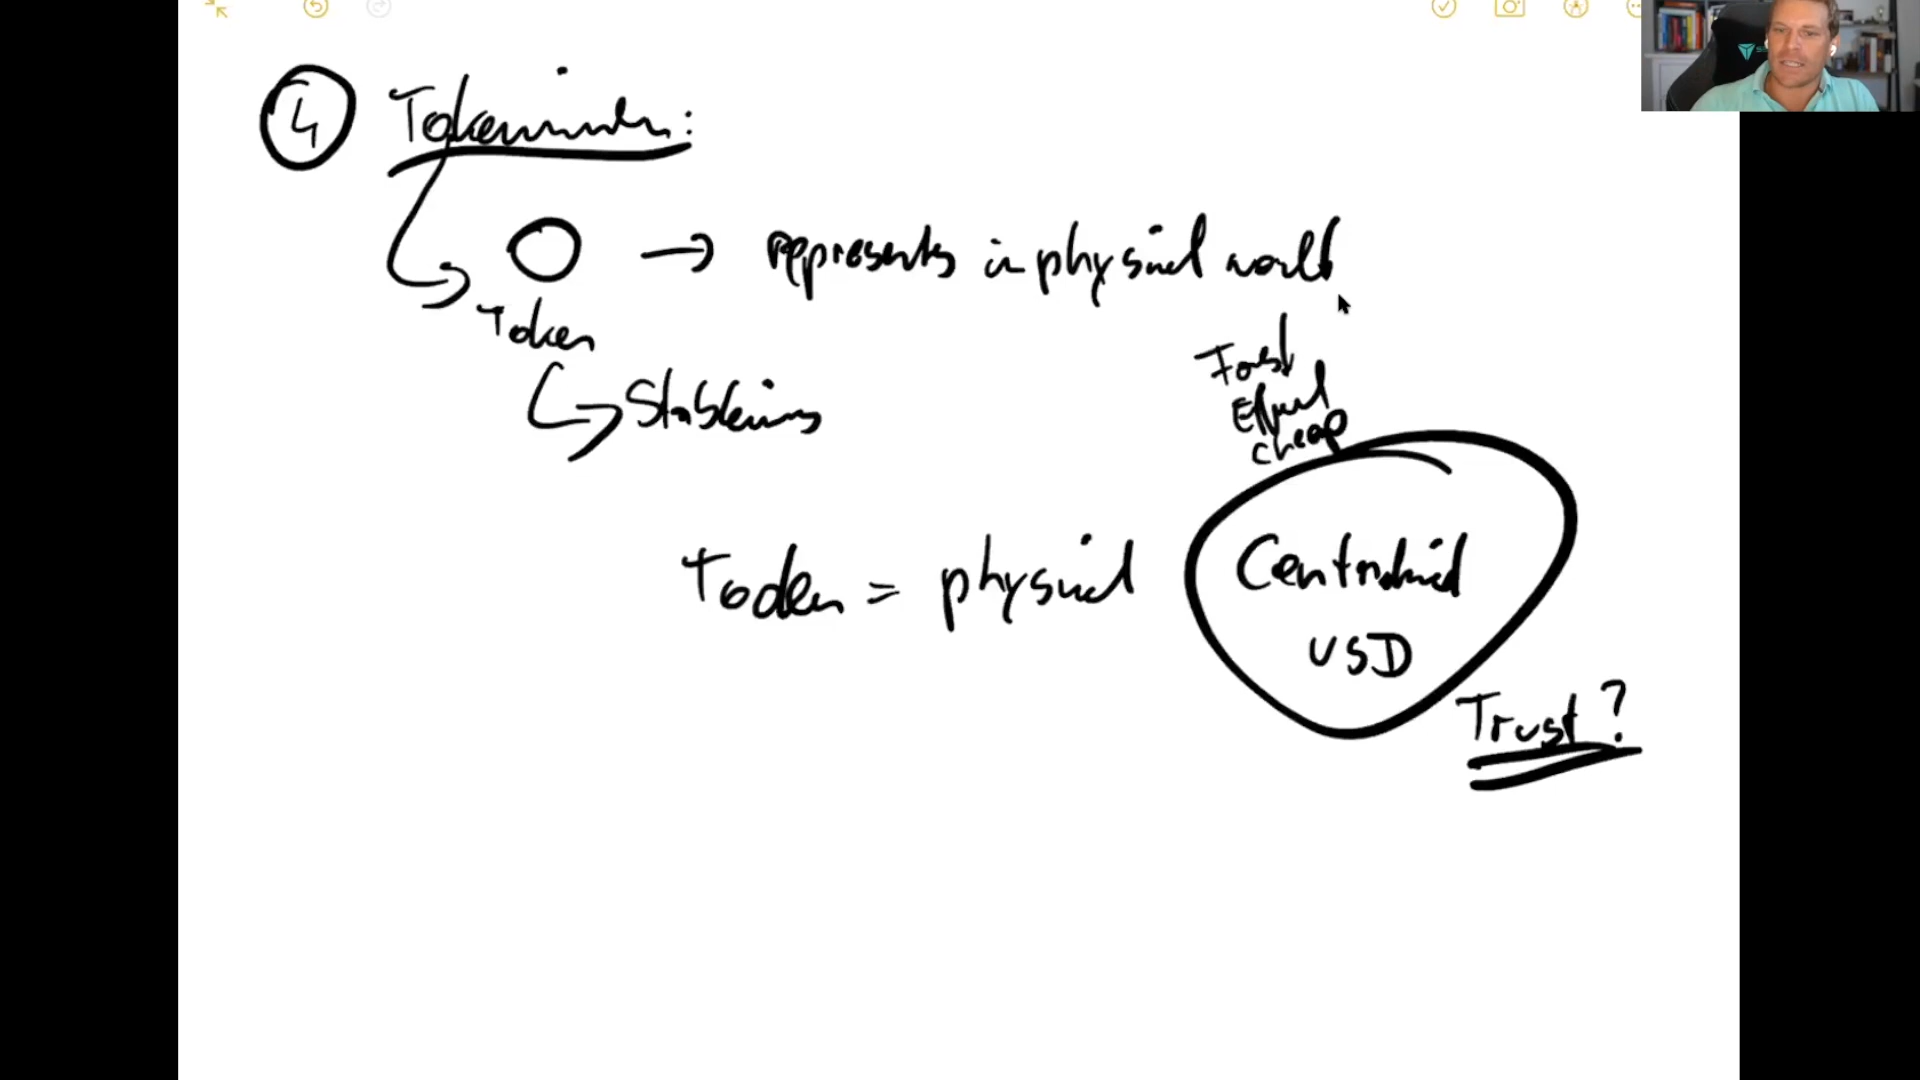 4 Tokenization:
→ O → represents in physical world
Token
↳ Stablecoins
Fast
Efficient
cheap
Token = physical
Centralized
USD
Trust?